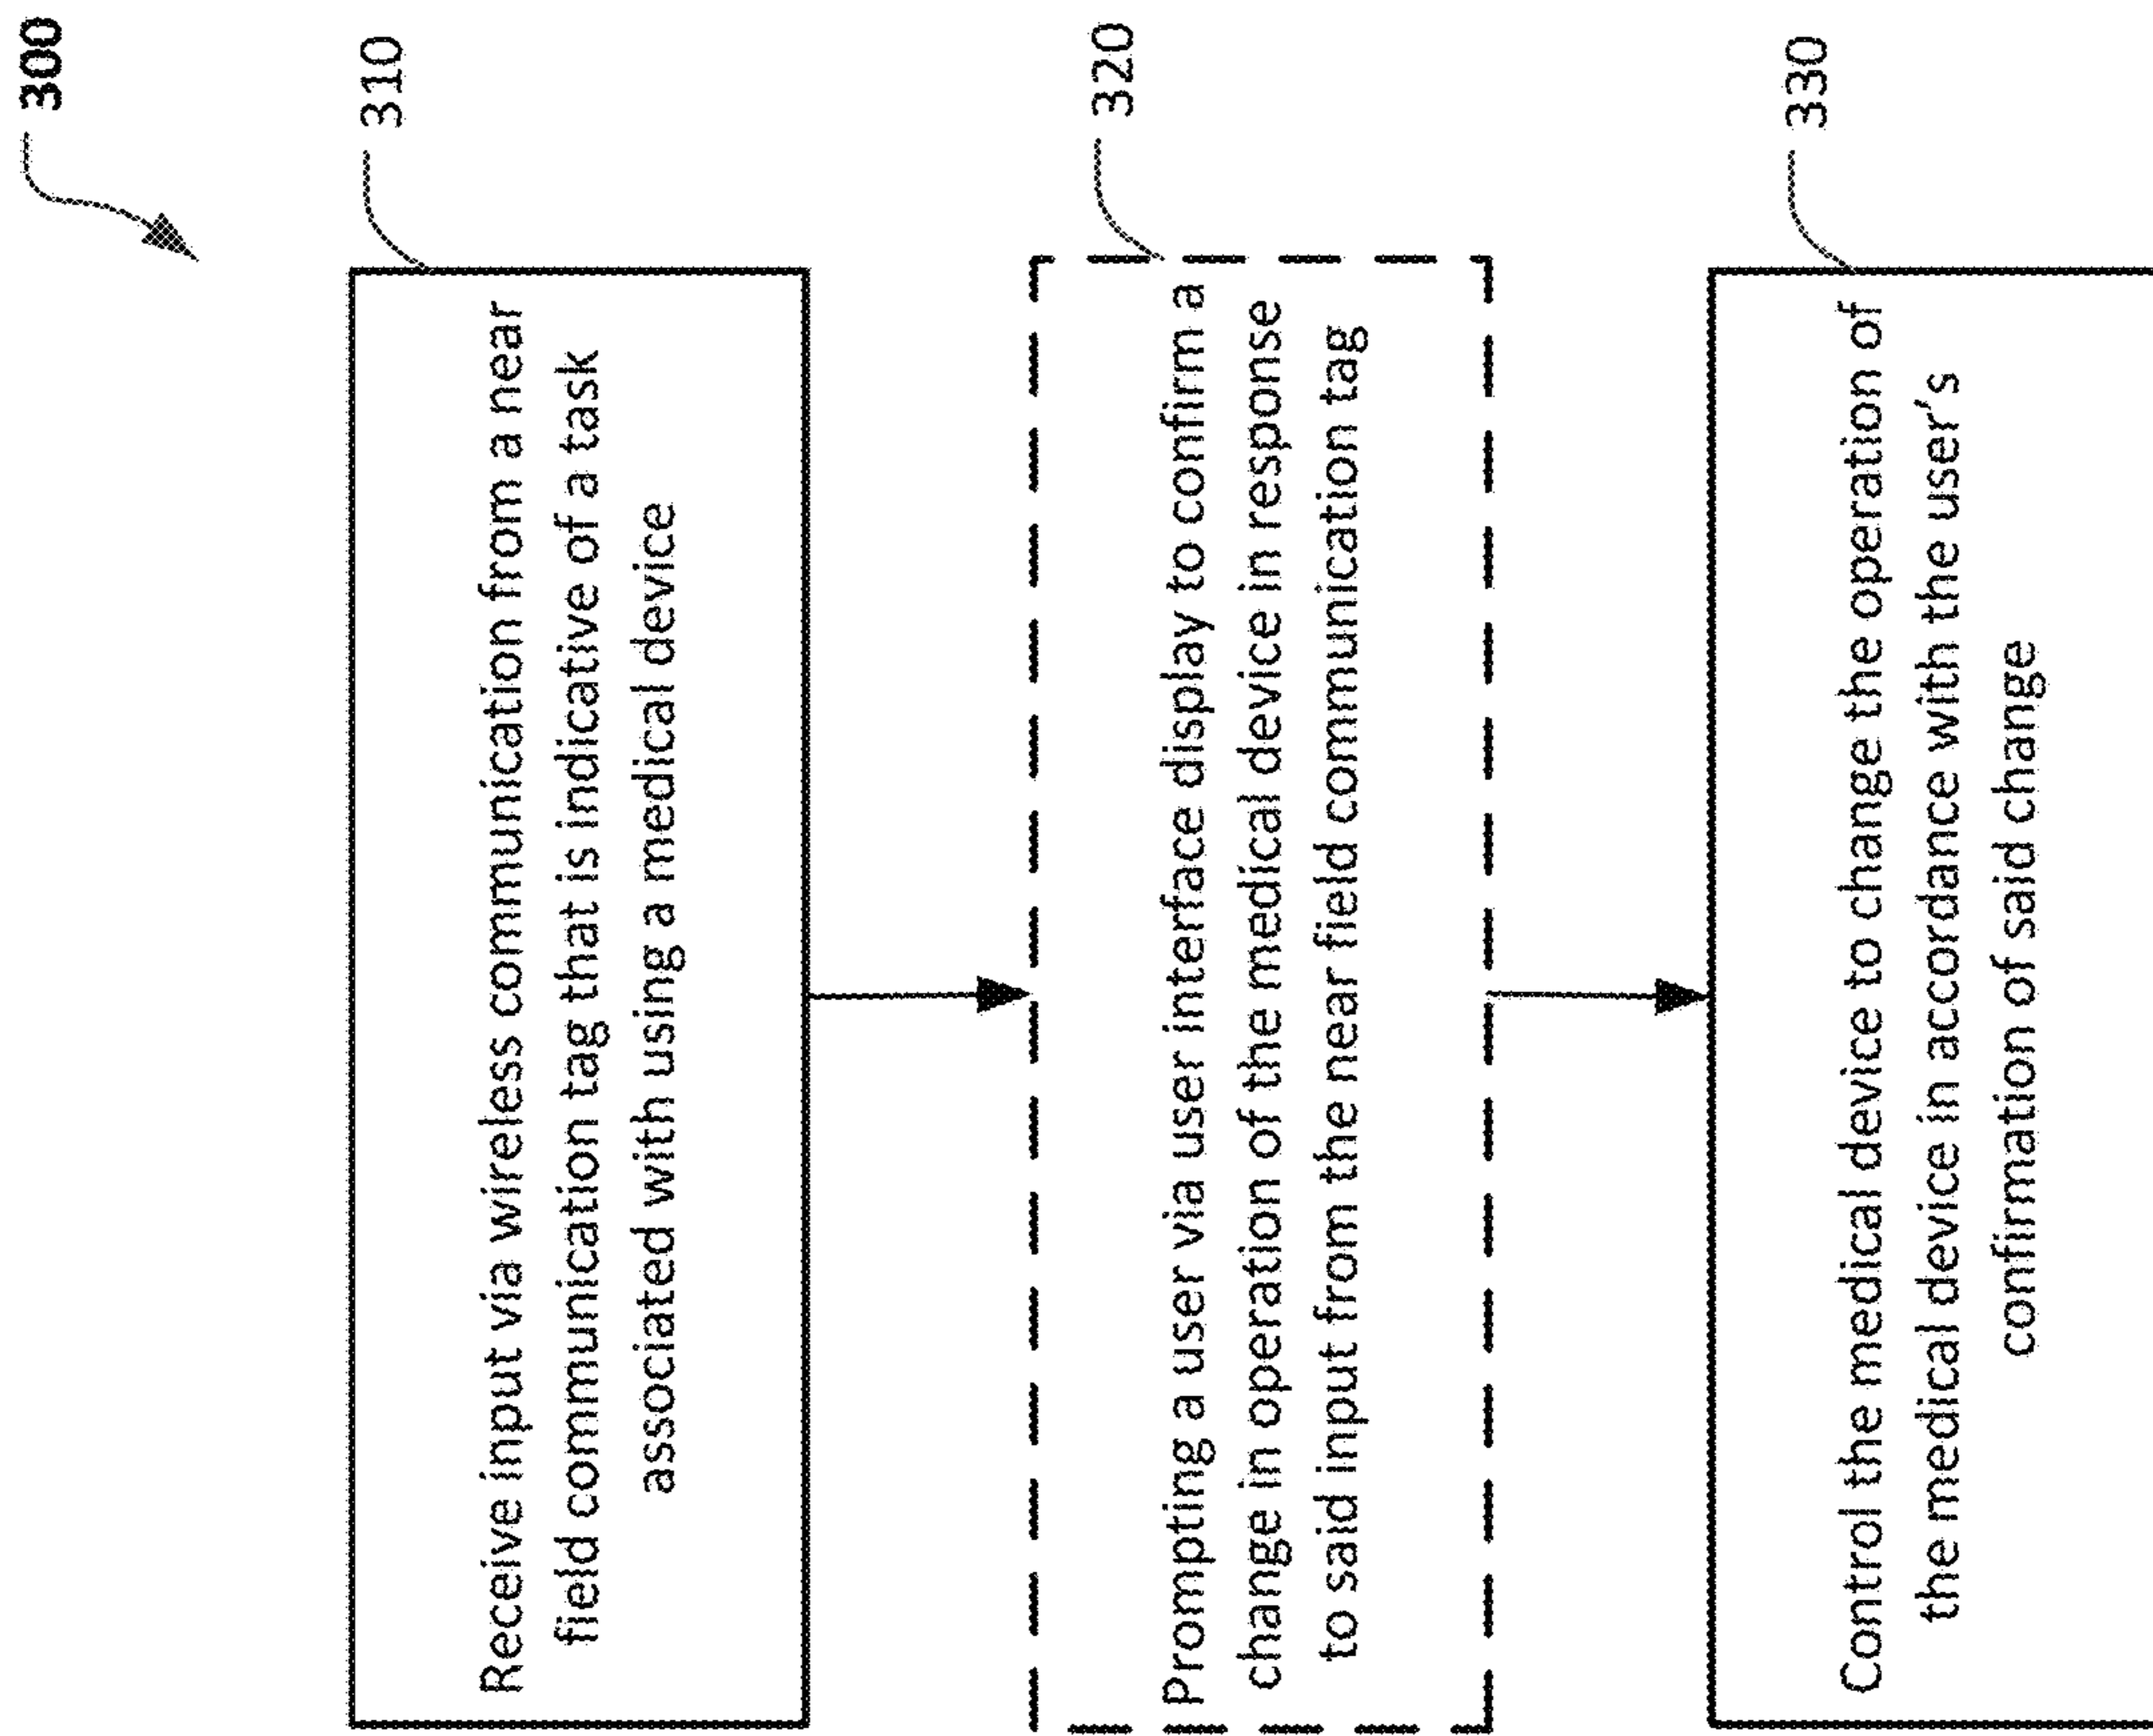 300
310
Receive input via wireless communication from a near
field communication tag that is indicative of a task
associated with using a medical device
320
Prompting a user via user interface display to confirm a
change in operation of the medical device in response
to said input from the near field communication tag
330
Control the medical device to change the operation of
the medical device in accordance with the user's
confirmation of said change